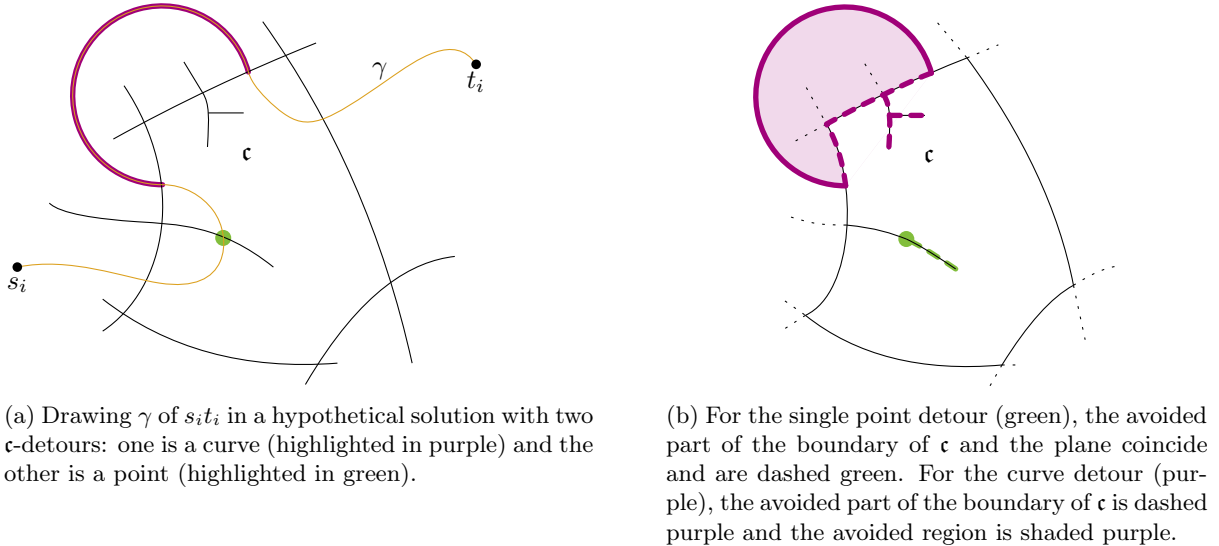 γ
t_i
𝔠
s_i
𝔠
(a) Drawing γ of s_it_i in a hypothetical solution with two
𝔠-detours: one is a curve (highlighted in purple) and the
other is a point (highlighted in green).
(b) For the single point detour (green), the avoided
part of the boundary of 𝔠 and the plane coincide
and are dashed green. For the curve detour (pur-
ple), the avoided part of the boundary of 𝔠 is dashed
purple and the avoided region is shaded purple.